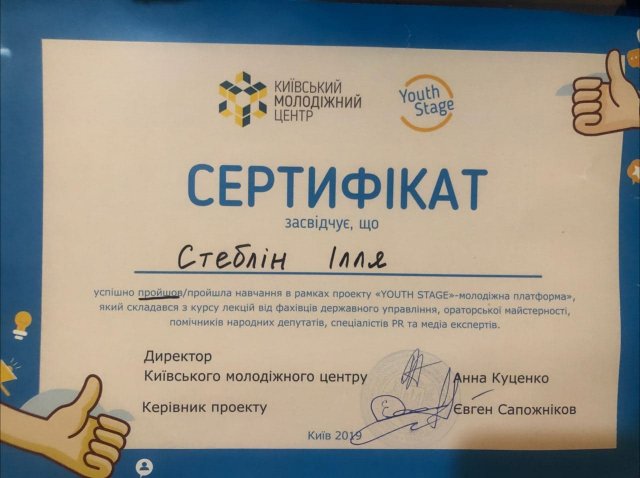 КИЇВСЬКИЙ
МОЛОДІЖНИЙ
ЦЕНТР
Youth
Stage
СЕРТИФІКАТ
засвідчує, що
Стеблін Ілля
успішно пройшов/пройшла навчання в рамках проекту «YOUTH STAGE»-молодіжна платформа»,
який складався з курсу лекцій від фахівців державного управління, ораторської майстерності,
помічників народних депутатів, спеціалістів PR та медіа експертів.
Директор
Київського молодіжного центру Анна Куценко
Керівник проекту Євген Сапожніков
Київ 2019